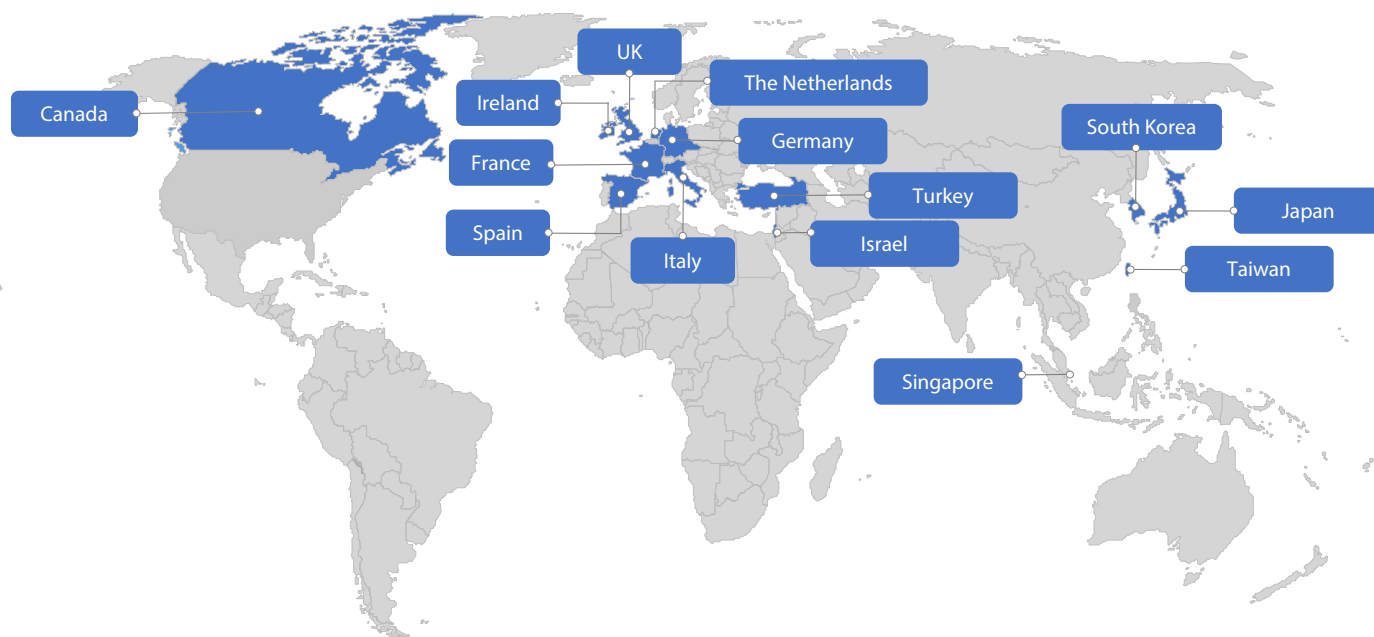 UK
The Netherlands
Ireland
Canada
South Korea
Germany
France
Turkey
Japan
Spain
Israel
Italy
Taiwan
Singapore